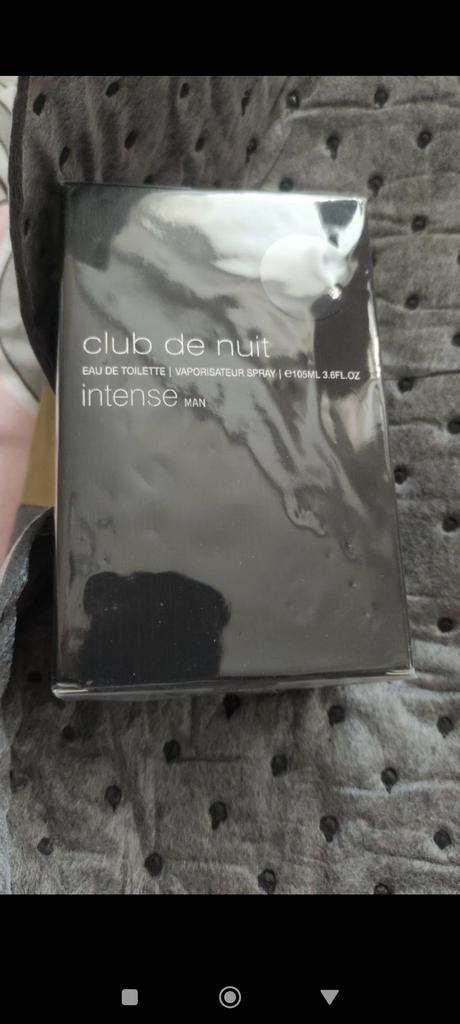 club de nuit
EAU DE TOILETTE | VAPORISATEUR SPRAY | ℮105ML 3.6FL.OZ
intense MAN